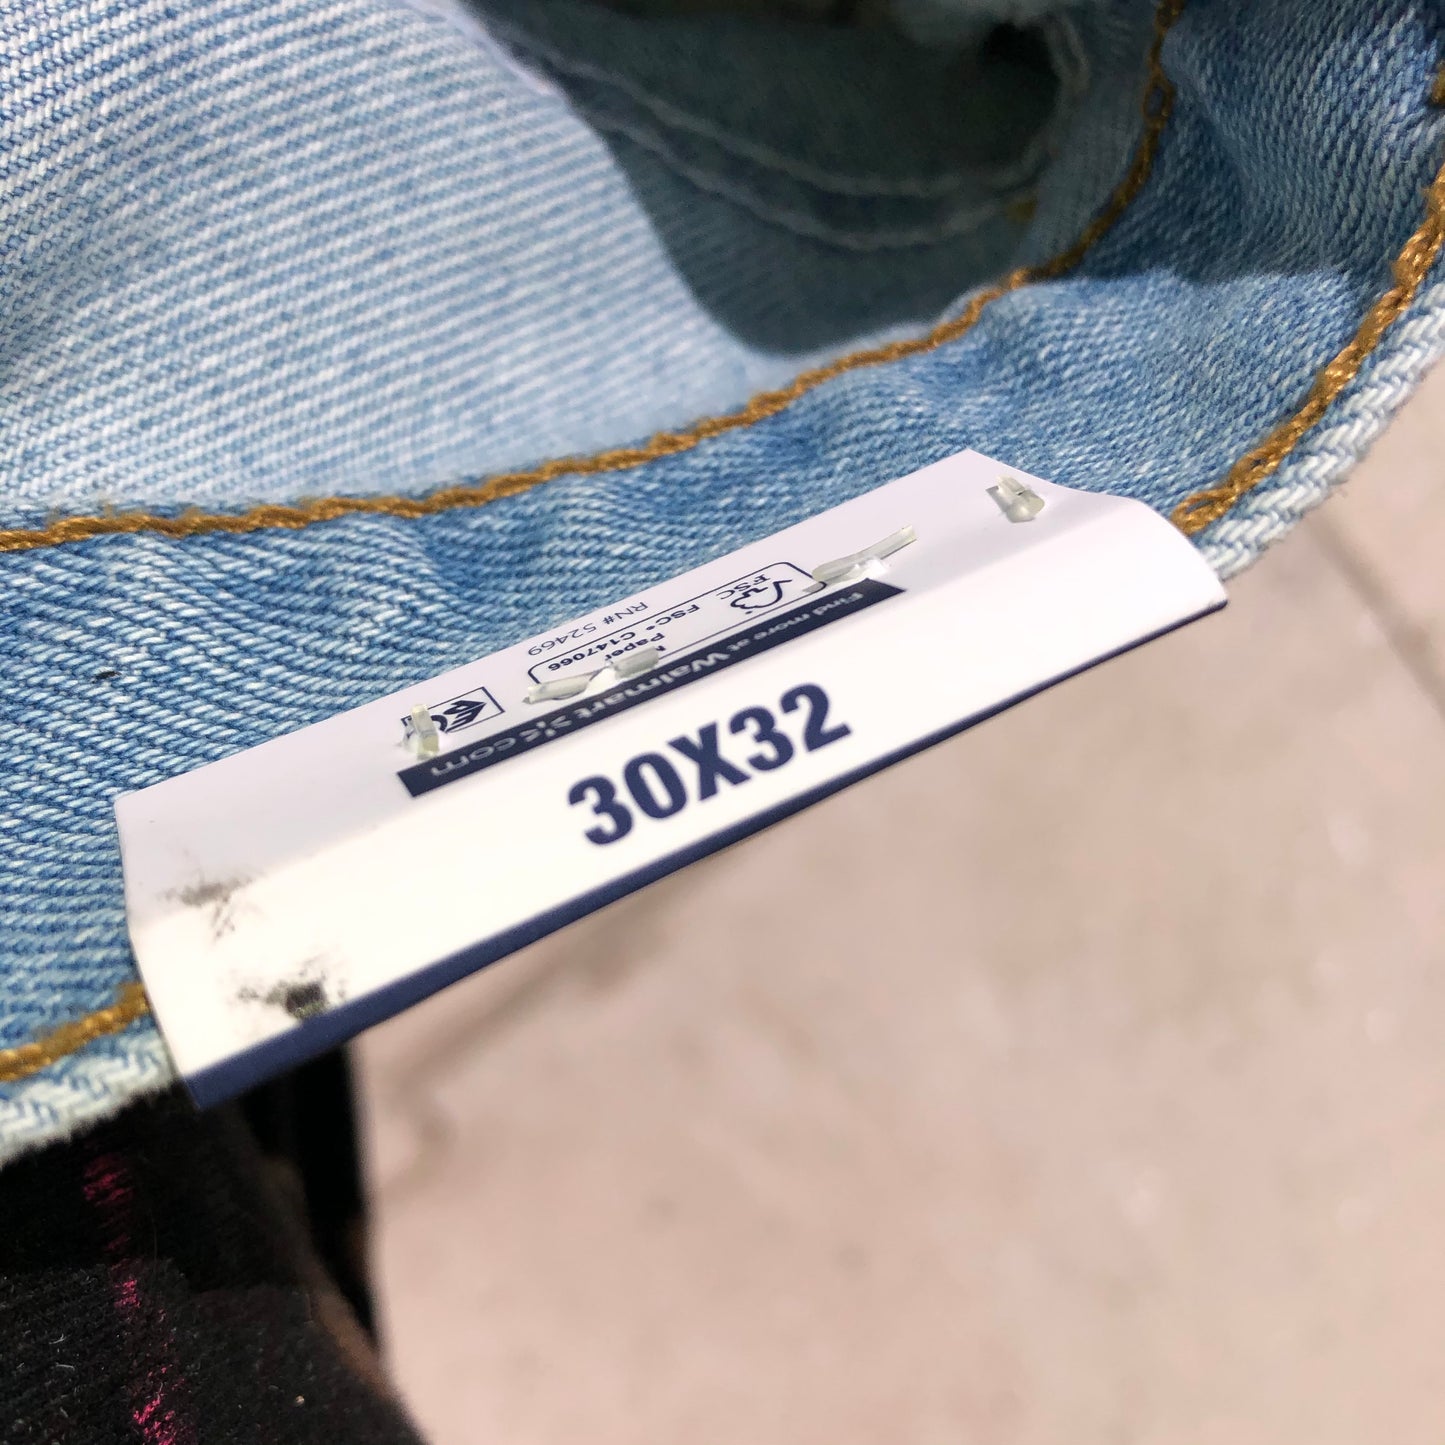 30X32
Find more at Walmart.com
Paper
FSC® C147066
FSC
RN# 52469